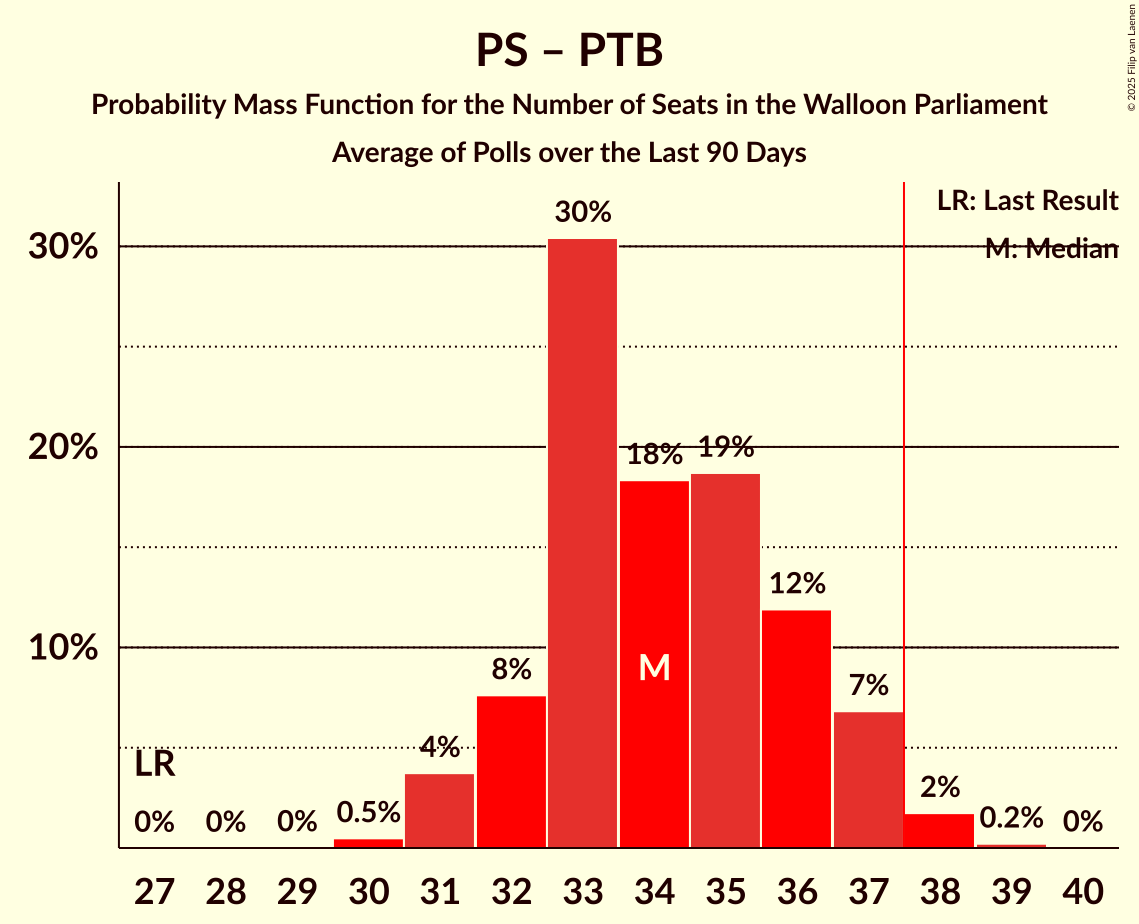 PS – PTB
Probability Mass Function for the Number of Seats in the Walloon Parliament
Average of Polls over the Last 90 Days
© 2025 Filip van Laenen
LR: Last Result
M: Median
30%
20%
10%
30%
18%
19%
12%
M
8%
7%
4%
LR
2%
0%
0%
0%
0.5%
0.2%
0%
27 28 29 30 31 32 33 34 35 36 37 38 39 40